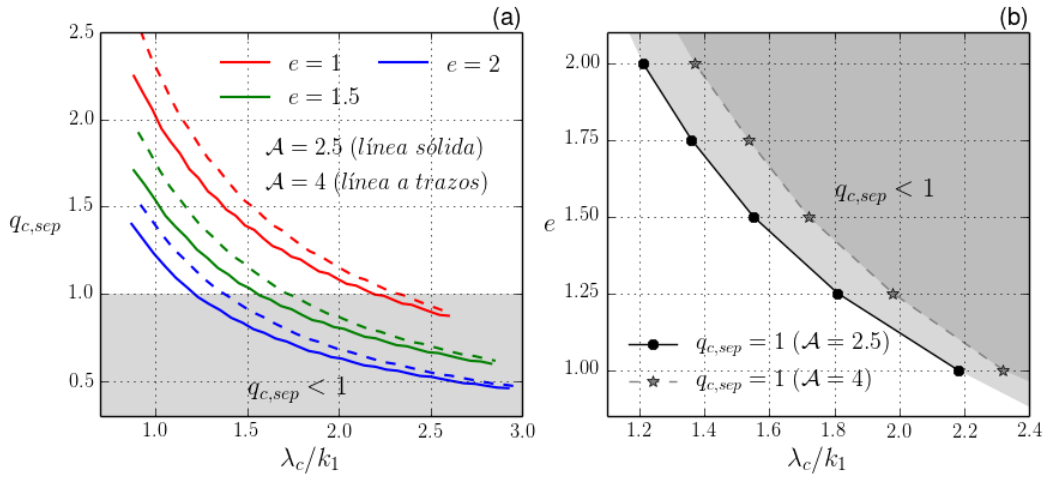 (a)
2.5
2.0
1.5
1.0
0.5
q_{c,sep}
e = 1
e = 2
e = 1.5
𝒜 = 2.5 (línea sólida)
𝒜 = 4 (línea a trazos)
q_{c,sep} < 1
1.0 1.5 2.0 2.5 3.0
λ_c/k_1
(b)
2.00
1.75
1.50
1.25
1.00
e
q_{c,sep} < 1
q_{c,sep} = 1 (𝒜 = 2.5)
q_{c,sep} = 1 (𝒜 = 4)
1.2 1.4 1.6 1.8 2.0 2.2 2.4
λ_c/k_1